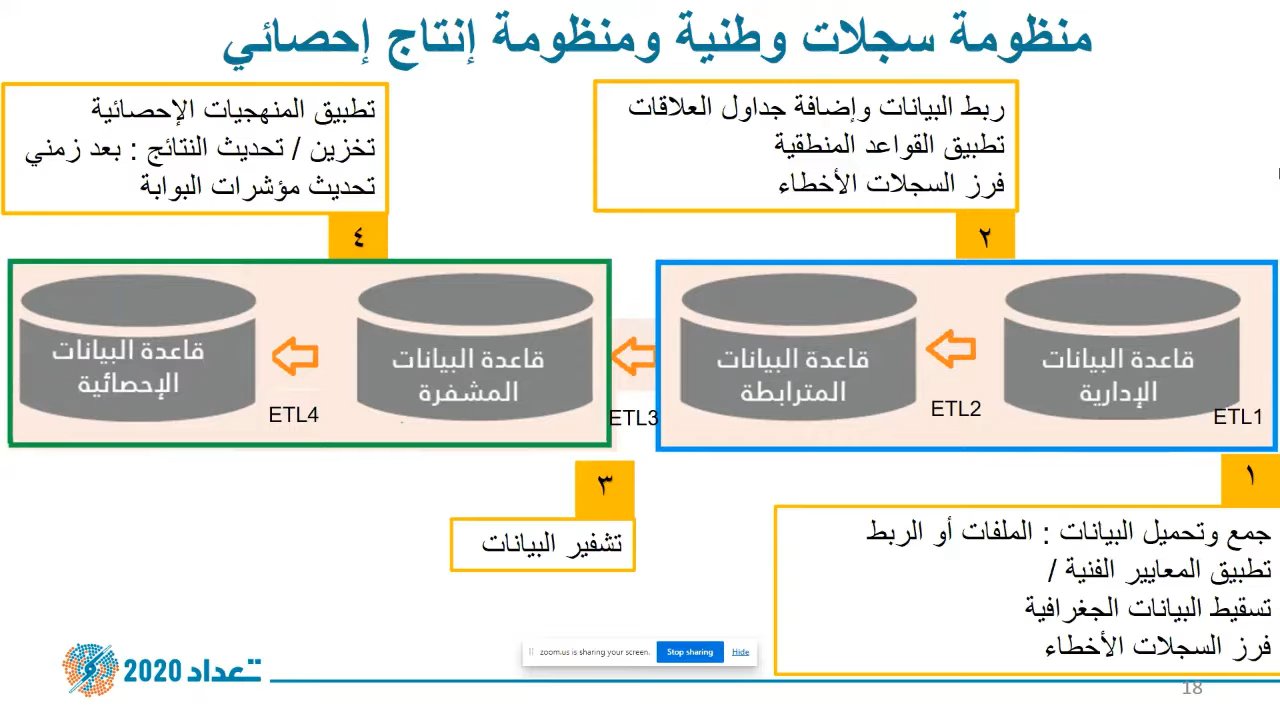 منظومة سجلات وطنية ومنظومة إنتاج إحصائي
ربط البيانات وإضافة جداول العلاقات
تطبيق القواعد المنطقية
فرز السجلات الأخطاء
تطبيق المنهجيات الإحصائية
تخزين / تحديث النتائج : بعد زمني
تحديث مؤشرات البوابة
٢
٤
قاعدة البيانات
الإدارية
ETL1
ETL2
قاعدة البيانات
المترابطة
ETL3
قاعدة البيانات
المشفرة
ETL4
قاعدة البيانات
الإحصائية
١
جمع وتحميل البيانات : الملفات أو الربط
تطبيق المعايير الفنية /
تسقيط البيانات الجغرافية
فرز السجلات الأخطاء
٣
تشفير البيانات
zoom.us is sharing your screen.
Stop sharing
Hide
تعداد 2020
18